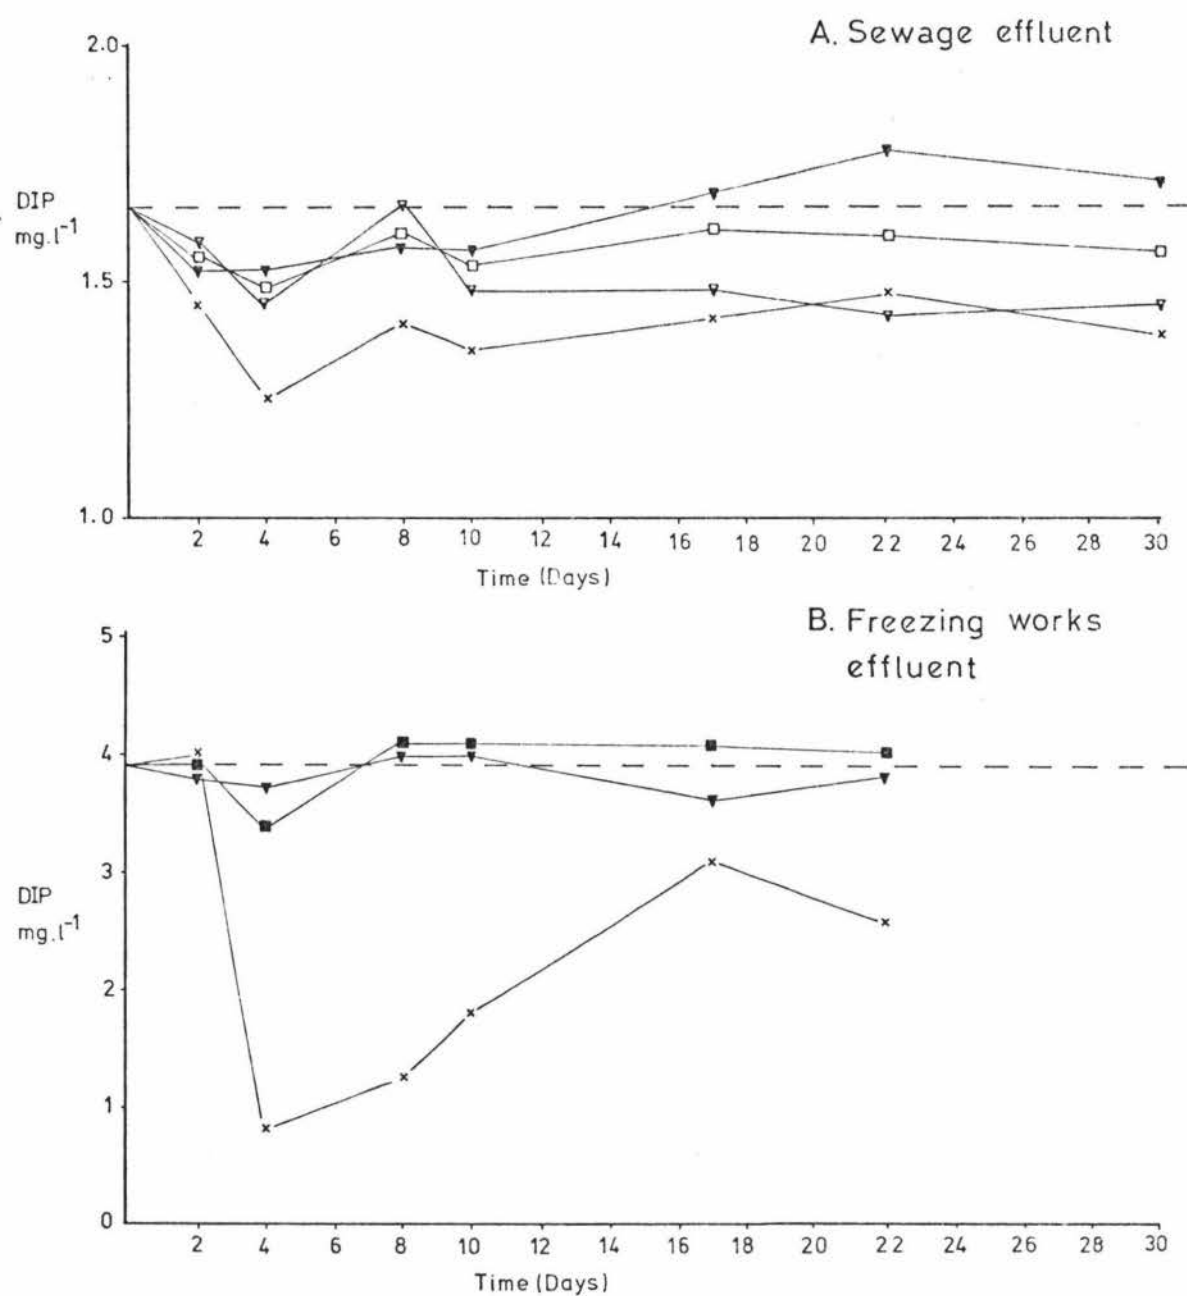 A. Sewage effluent
2.0
DIP
mg.l⁻¹
1.5
1.0
2 4 6 8 10 12 14 16 18 20 22 24 26 28 30
Time (Days)
B. Freezing works
effluent
5
4
3
DIP
mg.l⁻¹
2
1
0
2 4 6 8 10 12 14 16 18 20 22 24 26 28 30
Time (Days)